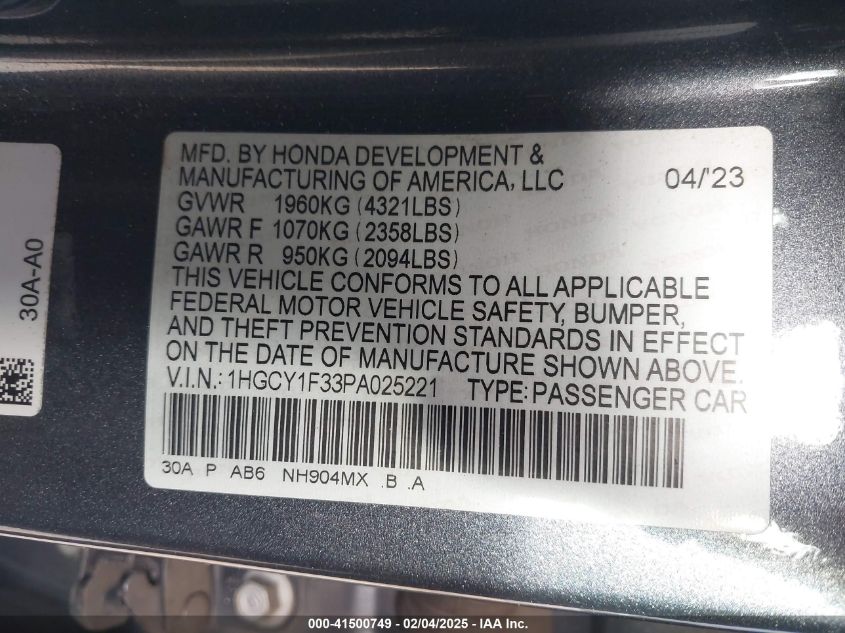 MFD. BY HONDA DEVELOPMENT &
MANUFACTURING OF AMERICA, LLC 04/'23
GVWR 1960KG (4321LBS)
GAWR F 1070KG (2358LBS)
GAWR R 950KG (2094LBS)
THIS VEHICLE CONFORMS TO ALL APPLICABLE
FEDERAL MOTOR VEHICLE SAFETY, BUMPER,
AND THEFT PREVENTION STANDARDS IN EFFECT
ON THE DATE OF MANUFACTURE SHOWN ABOVE.
V.I.N.: 1HGCY1F33PA025221 TYPE: PASSENGER CAR
30A P AB6 NH904MX .B .A
30A-A0
000-41500749 - 02/04/2025 - IAA Inc.